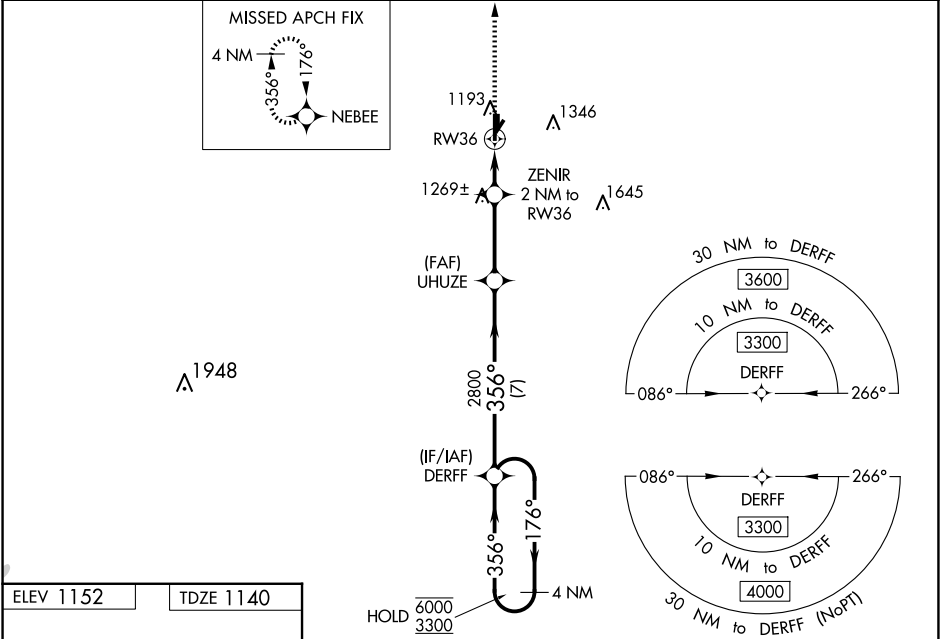 MISSED APCH FIX
4 NM
356°
176°
NEBEE
1193
1346
RW36
ZENIR
2 NM to
RW36
1269±
1645
(FAF)
UHUZE
1948
2800
356°
(7)
(IF/IAF)
DERFF
356°
176°
4 NM
HOLD
6000
3300
30 NM to DERFF
3600
10 NM to DERFF
3300
DERFF
086°
266°
086°
266°
DERFF
3300
10 NM to DERFF
4000
30 NM to DERFF (NoPT)
ELEV 1152
TDZE 1140